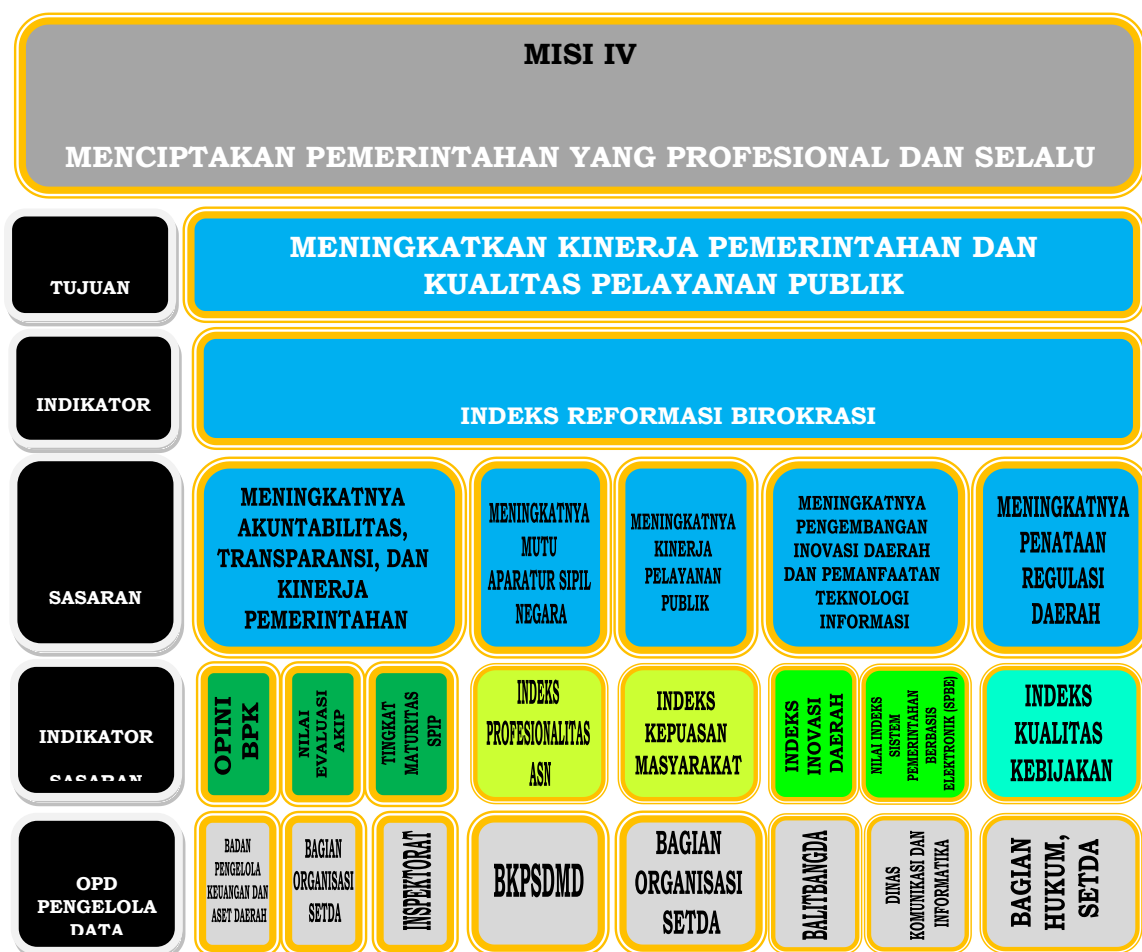 MISI IV
MENCIPTAKAN PEMERINTAHAN YANG PROFESIONAL DAN SELALU
TUJUAN
MENINGKATKAN KINERJA PEMERINTAHAN DAN
KUALITAS PELAYANAN PUBLIK
INDIKATOR
INDEKS REFORMASI BIROKRASI
SASARAN
MENINGKATNYA
AKUNTABILITAS,
TRANSPARANSI, DAN
KINERJA
PEMERINTAHAN
MENINGKATNYA
MUTU
APARATUR SIPIL
NEGARA
MENINGKATNYA
KINERJA
PELAYANAN
PUBLIK
MENINGKATNYA
PENGEMBANGAN
INOVASI DAERAH
DAN PEMANFAATAN
TEKNOLOGI
INFORMASI
MENINGKATNYA
PENATAAN
REGULASI
DAERAH
INDIKATOR
SASARAN
OPINI
BPK
NILAI
EVALUASI
AKIP
TINGKAT
MATURITAS
SPIP
INDEKS
PROFESIONALITAS
ASN
INDEKS
KEPUASAN
MASYARAKAT
INDEKS
INOVASI
DAERAH
NILAI INDEKS
SISTEM
PEMERINTAHAN
BERBASIS
ELEKTRONIK (SPBE)
INDEKS
KUALITAS
KEBIJAKAN
OPD
PENGELOLA
DATA
BADAN
PENGELOLA
KEUANGAN DAN
ASET DAERAH
BAGIAN
ORGANISASI
SETDA
INSPEKTORAT
BKPSDMD
BAGIAN
ORGANISASI
SETDA
BALITBANGDA
DINAS
KOMUNIKASI DAN
INFORMATIKA
BAGIAN
HUKUM,
SETDA